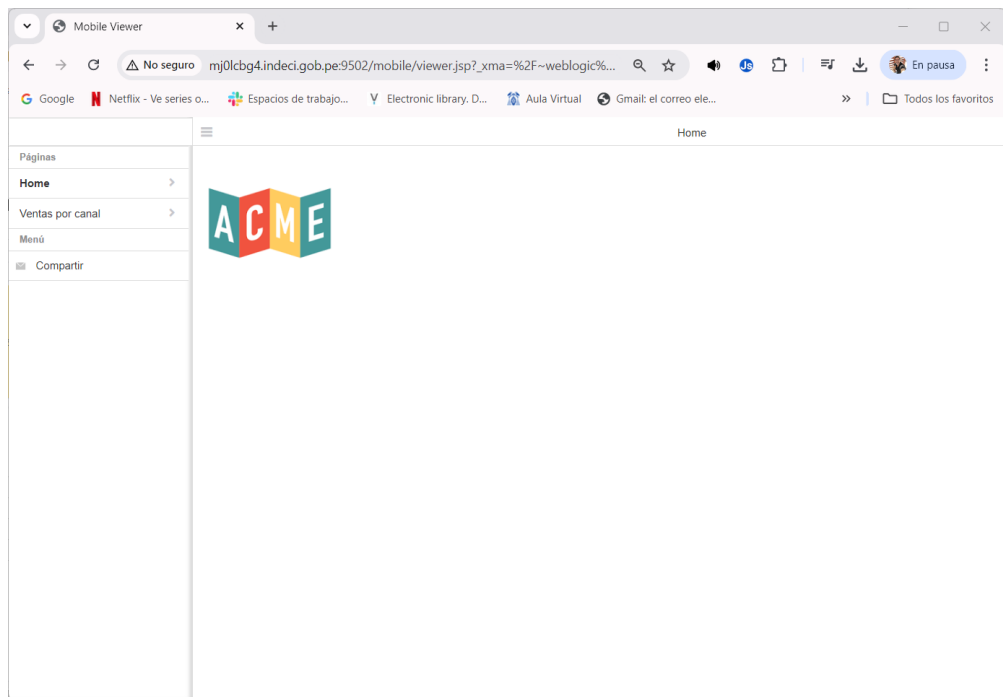 Mobile Viewer
No seguro mj0lcbg4.indeci.gob.pe:9502/mobile/viewer.jsp?_xma=%2F~weblogic%... Js En pausa
G Google N Netflix - Ve series o... Espacios de trabajo... Y Electronic library. D... Aula Virtual Gmail: el correo ele... » Todos los favoritos
Home
Páginas
Home
Ventas por canal
Menú
Compartir
ACME